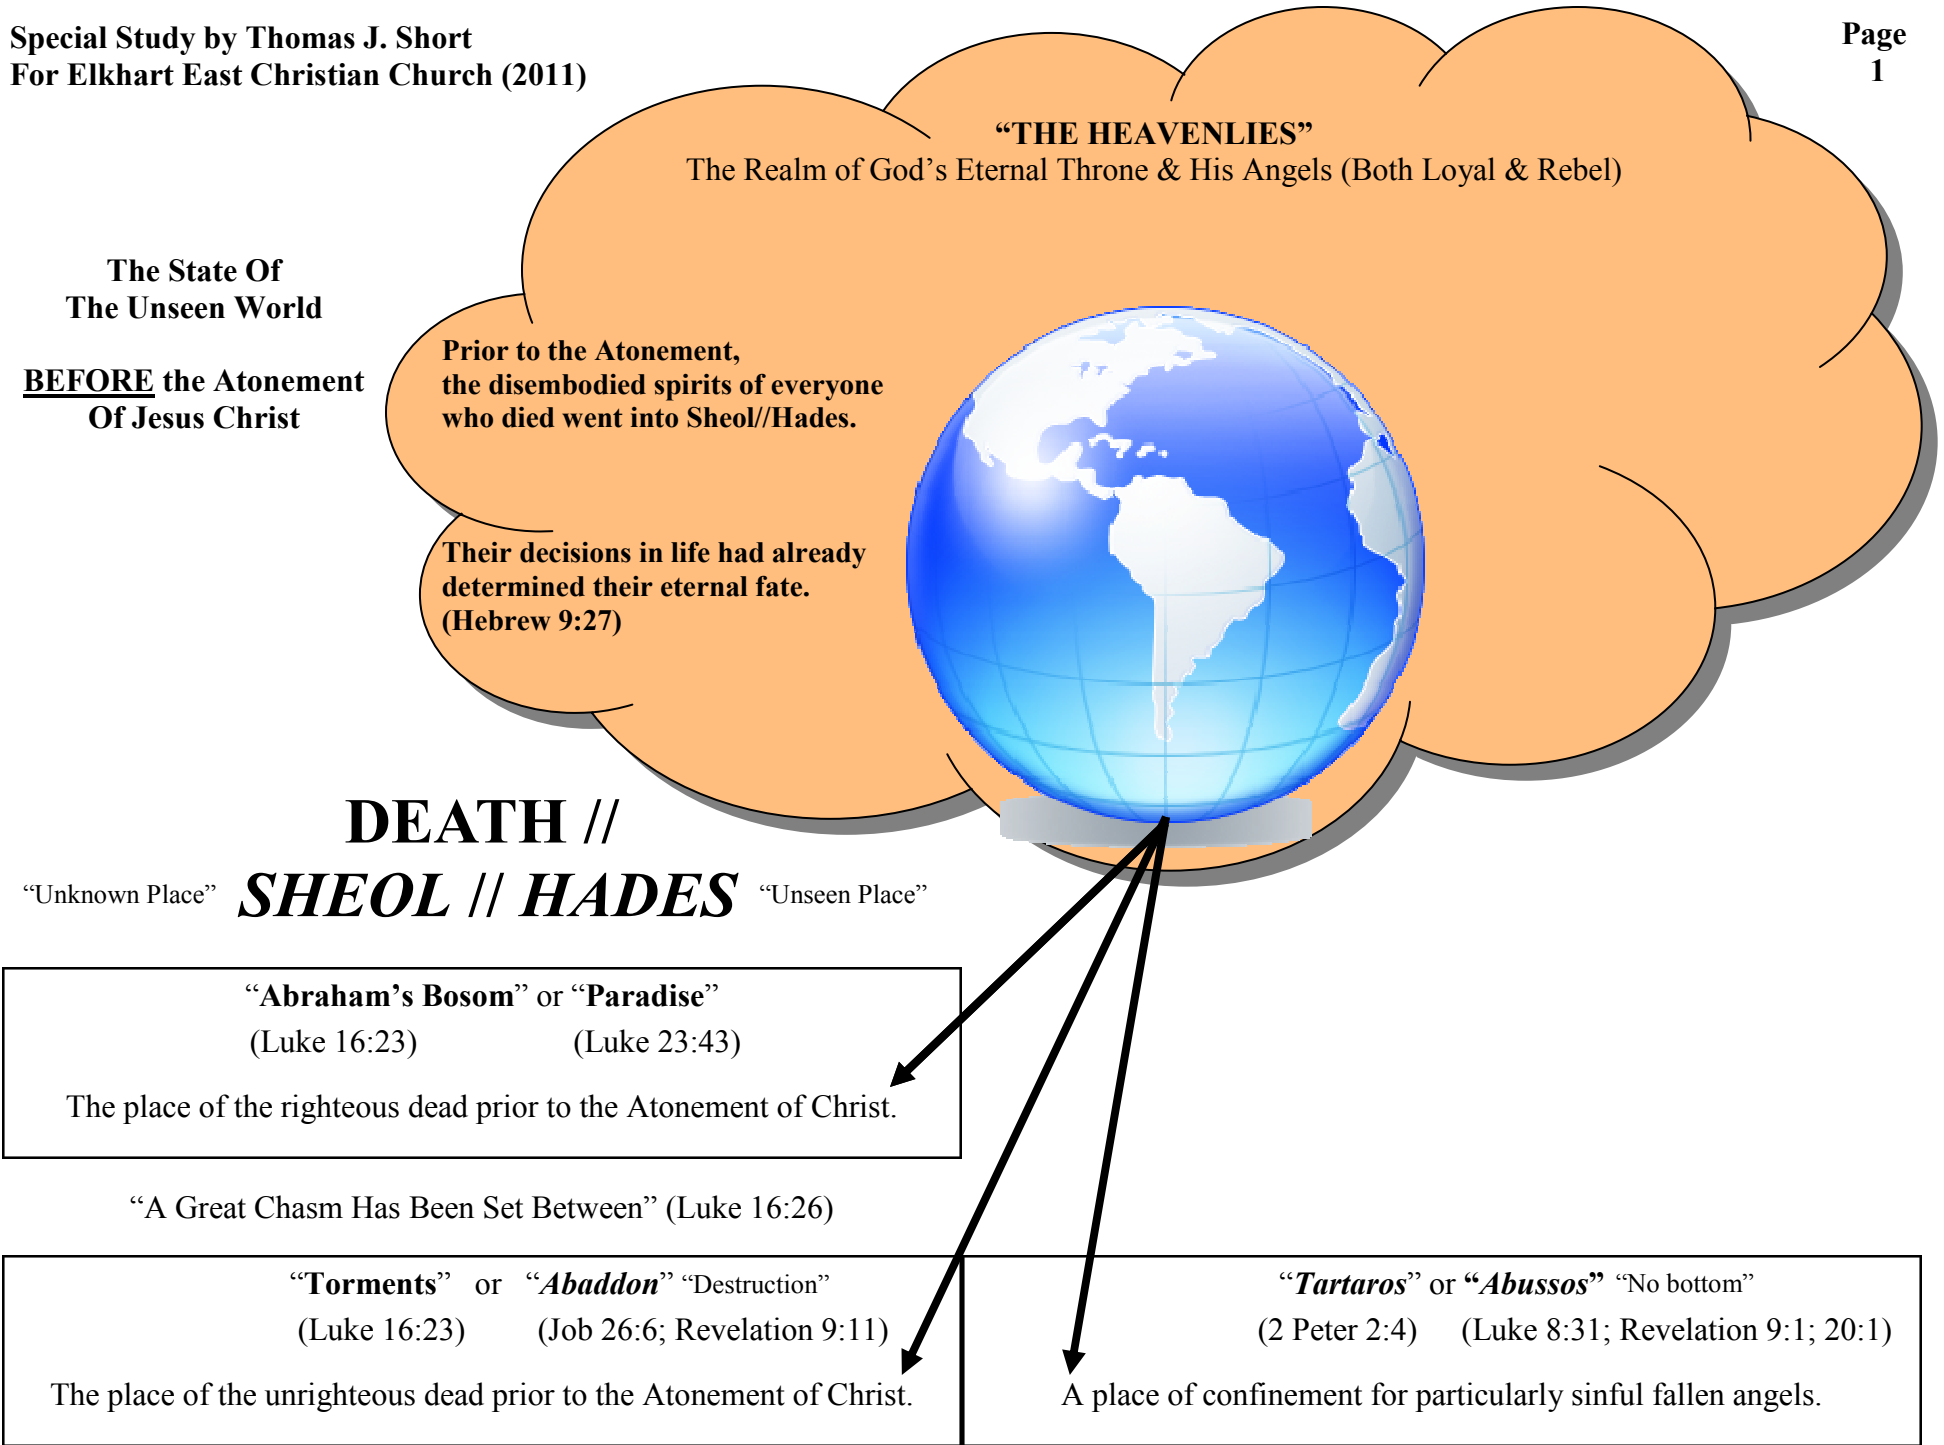 Special Study by Thomas J. Short
For Elkhart East Christian Church (2011)
Page
1
“THE HEAVENLIES”
The Realm of God’s Eternal Throne & His Angels (Both Loyal & Rebel)
The State Of
The Unseen World
BEFORE the Atonement
Of Jesus Christ
Prior to the Atonement,
the disembodied spirits of everyone
who died went into Sheol//Hades.
Their decisions in life had already
determined their eternal fate.
(Hebrew 9:27)
DEATH //
“Unknown Place” SHEOL // HADES “Unseen Place”
“Abraham’s Bosom” or “Paradise”
(Luke 16:23) (Luke 23:43)
The place of the righteous dead prior to the Atonement of Christ.
“A Great Chasm Has Been Set Between” (Luke 16:26)
“Torments” or “Abaddon” “Destruction”
(Luke 16:23) (Job 26:6; Revelation 9:11)
The place of the unrighteous dead prior to the Atonement of Christ.
“Tartaros” or “Abussos” “No bottom”
(2 Peter 2:4) (Luke 8:31; Revelation 9:1; 20:1)
A place of confinement for particularly sinful fallen angels.